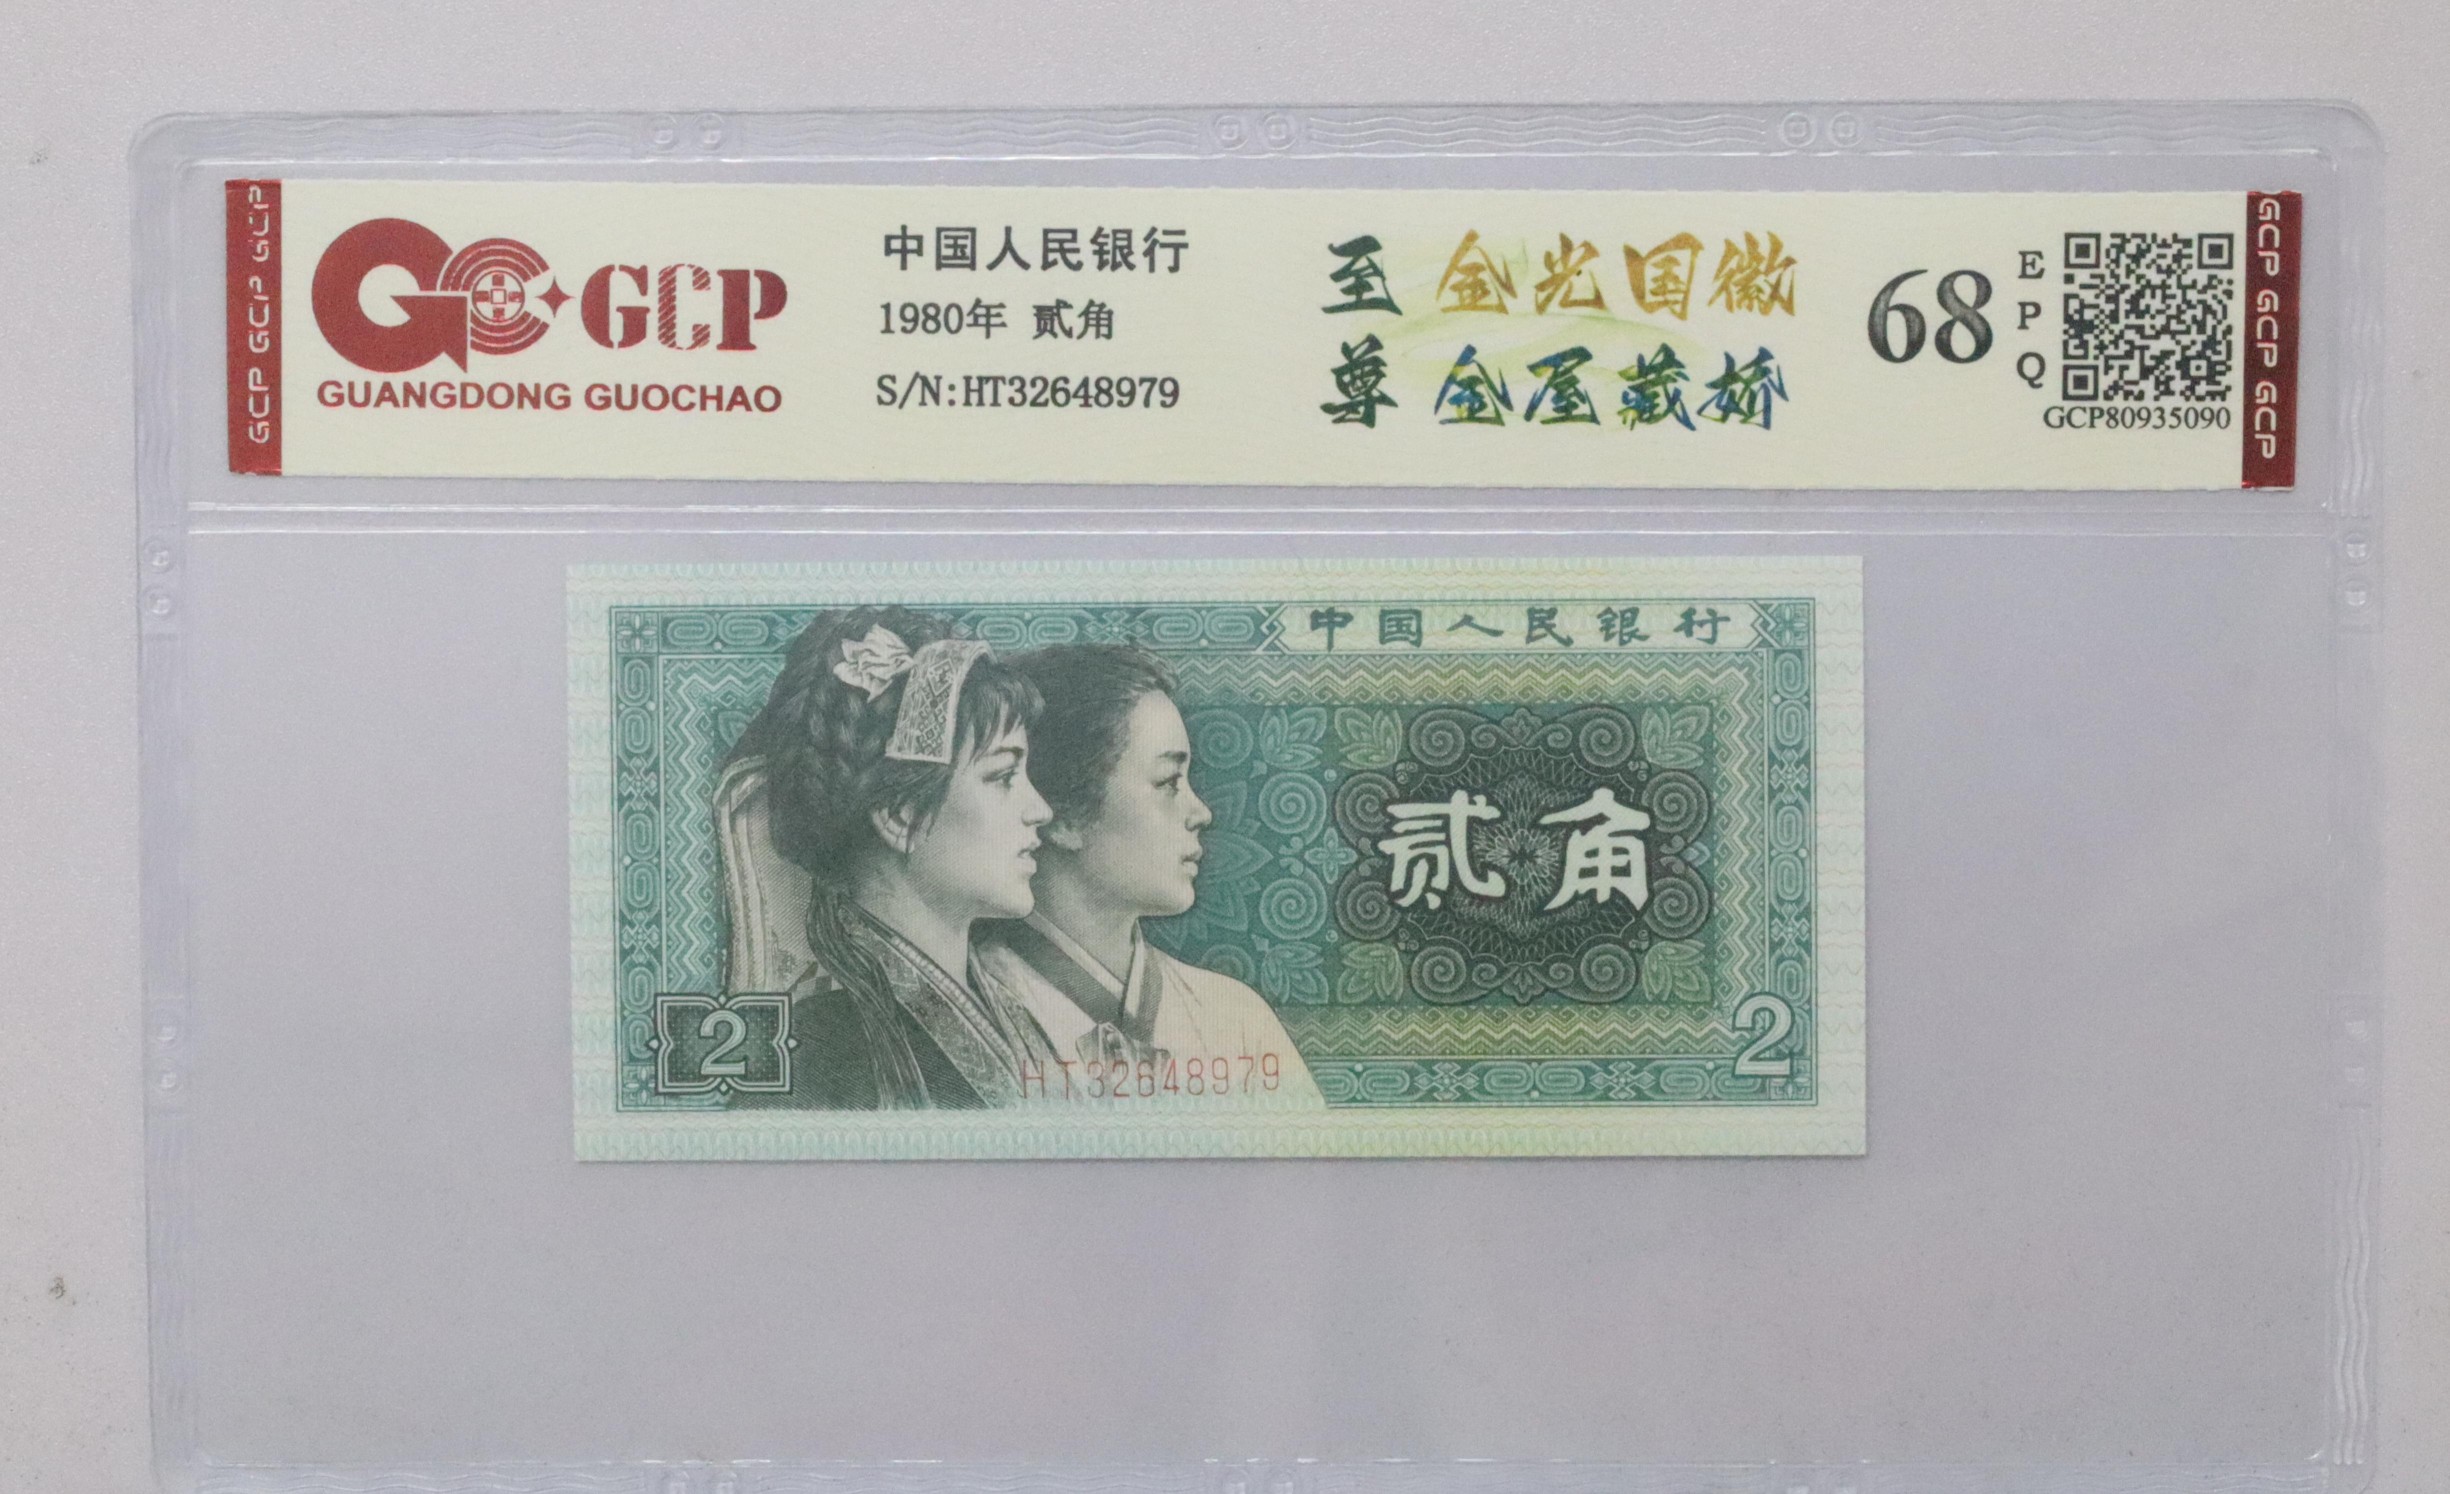 GCP GCP GCP
GCP
GUANGDONG GUOCHAO
中国人民银行
1980年 贰角
S/N:HT32648979
至尊
金光国徽
金屋藏娇
68
EPQ
GCP80935090
GCP GCP GCP
中国人民银行
贰角
2
2
HT32648979